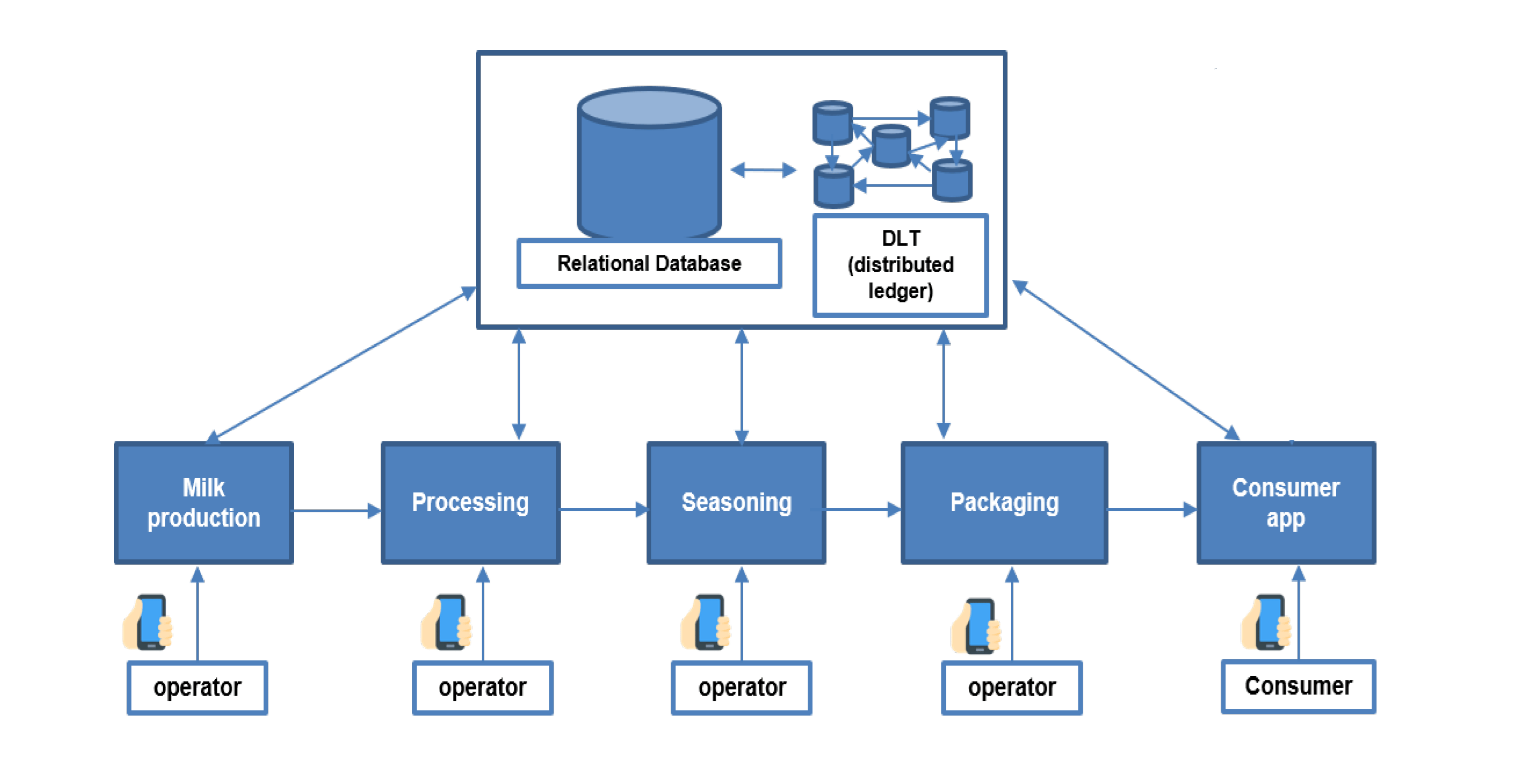 Relational Database
DLT
(distributed
ledger)
Milk
production
Processing
Seasoning
Packaging
Consumer
app
operator
operator
operator
operator
Consumer